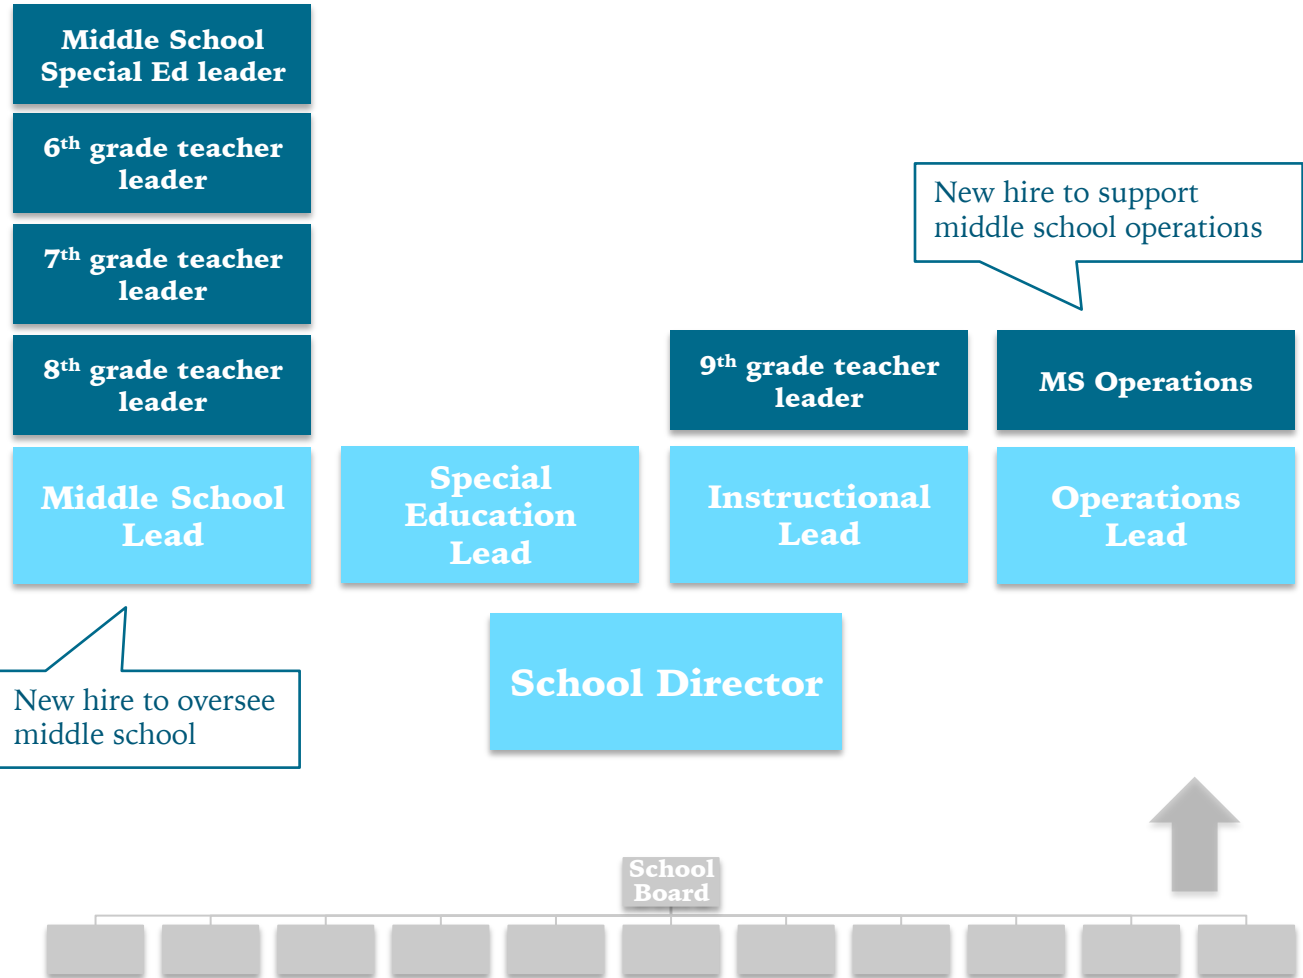 Middle School
Special Ed leader
6th grade teacher
leader
7th grade teacher
leader
8th grade teacher
leader
New hire to support
middle school operations
9th grade teacher
leader
MS Operations
Middle School
Lead
Special
Education
Lead
Instructional
Lead
Operations
Lead
New hire to oversee
middle school
School Director
School
Board